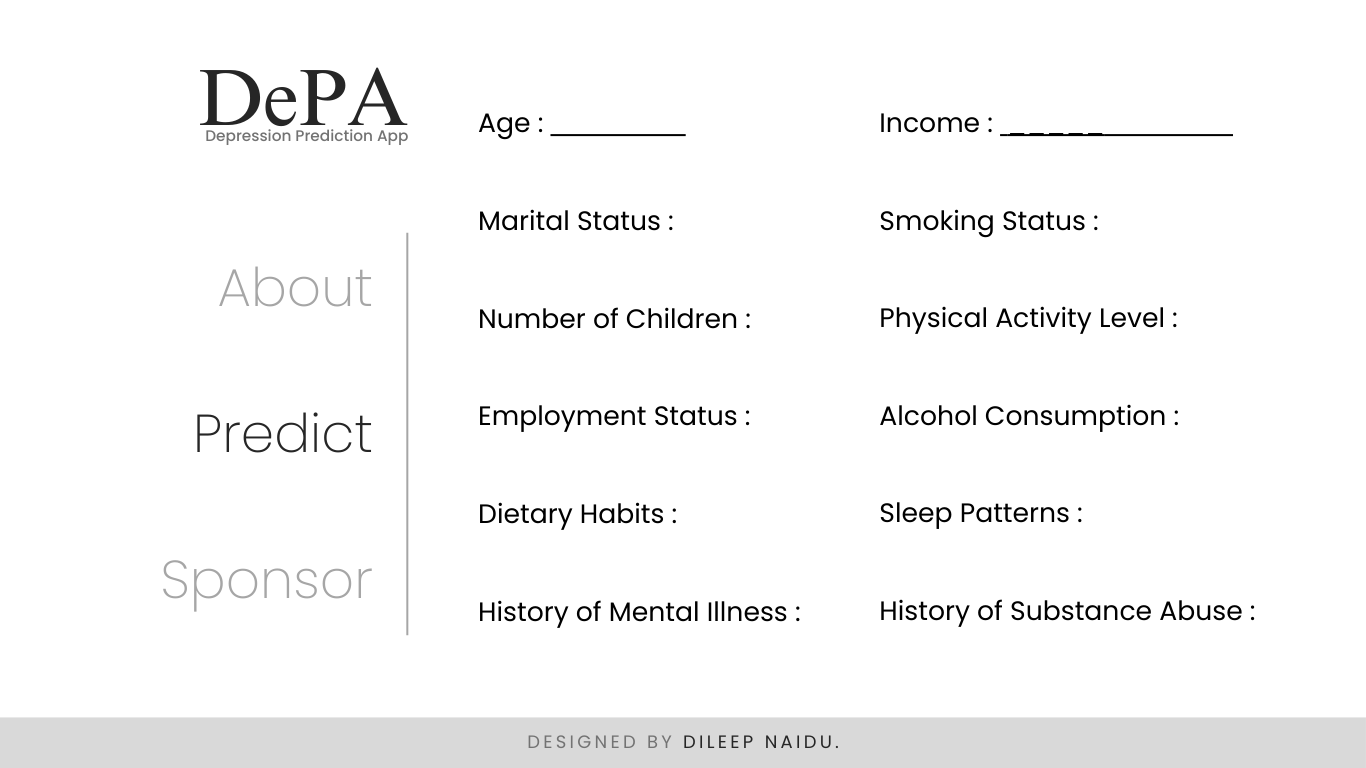 DePA
Depression Prediction App
About
Predict
Sponsor
Age : __________
Income : _ _ _ _ _ __________
Marital Status :
Smoking Status :
Number of Children :
Physical Activity Level :
Employment Status :
Alcohol Consumption :
Dietary Habits :
Sleep Patterns :
History of Mental Illness :
History of Substance Abuse :
DESIGNED BY DILEEP NAIDU.